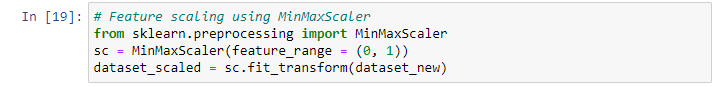 In [19]: # Feature scaling using MinMaxScaler
from sklearn.preprocessing import MinMaxScaler
sc = MinMaxScaler(feature_range = (0, 1))
dataset_scaled = sc.fit_transform(dataset_new)